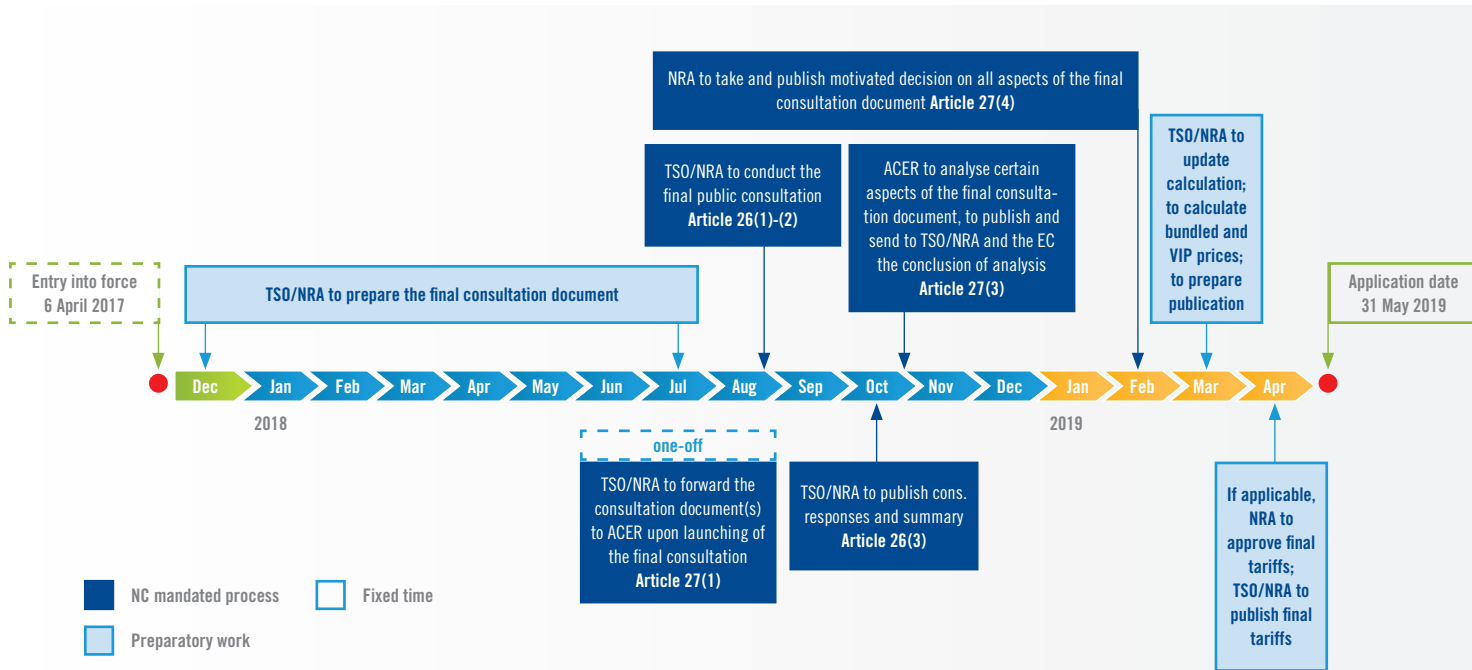 NRA to take and publish motivated decision on all aspects of the final
consultation document Article 27(4)
TSO/NRA to conduct the
final public consultation
Article 26(1)-(2)
ACER to analyse certain
aspects of the final consulta-
tion document, to publish and
send to TSO/NRA and the EC
the conclusion of analysis
Article 27(3)
TSO/NRA to
update
calculation;
to calculate
bundled and
VIP prices;
to prepare
publication
Entry into force
6 April 2017
TSO/NRA to prepare the final consultation document
Application date
31 May 2019
Dec Jan Feb Mar Apr May Jun Jul Aug Sep Oct Nov Dec Jan Feb Mar Apr
2018 2019
one-off
TSO/NRA to forward the
consultation document(s)
to ACER upon launching of
the final consultation
Article 27(1)
TSO/NRA to publish cons.
responses and summary
Article 26(3)
If applicable,
NRA to
approve final
tariffs;
TSO/NRA to
publish final
tariffs
NC mandated process
Fixed time
Preparatory work